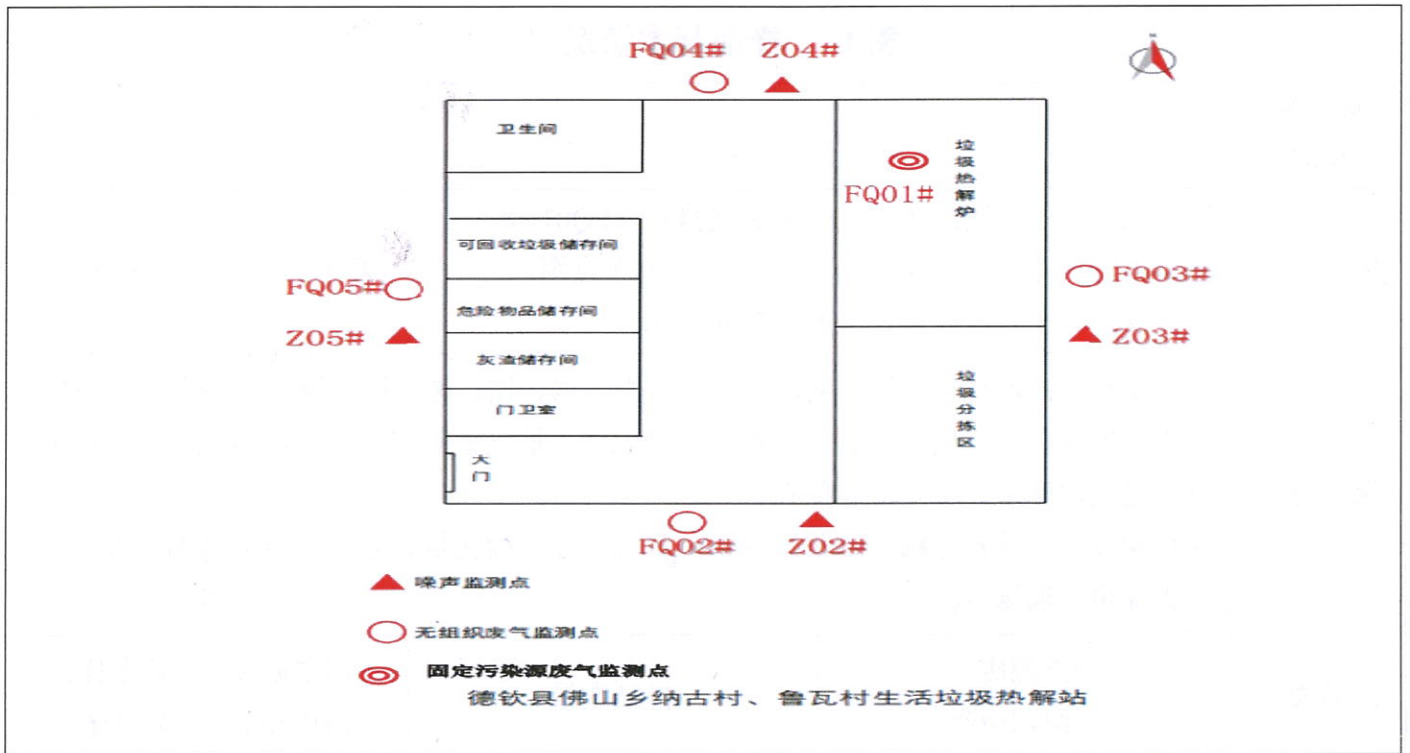 FQ04# Z04#
N
卫生间
垃圾热解炉
FQ01#
可回收垃圾储存间
FQ05#
FQ03#
危险物品储存间
Z05#
Z03#
灰渣储存间
垃圾分拣区
门卫室
大门
FQ02# Z02#
噪声监测点
无组织废气监测点
固定污染源废气监测点
德钦县佛山乡纳古村、鲁瓦村生活垃圾热解站